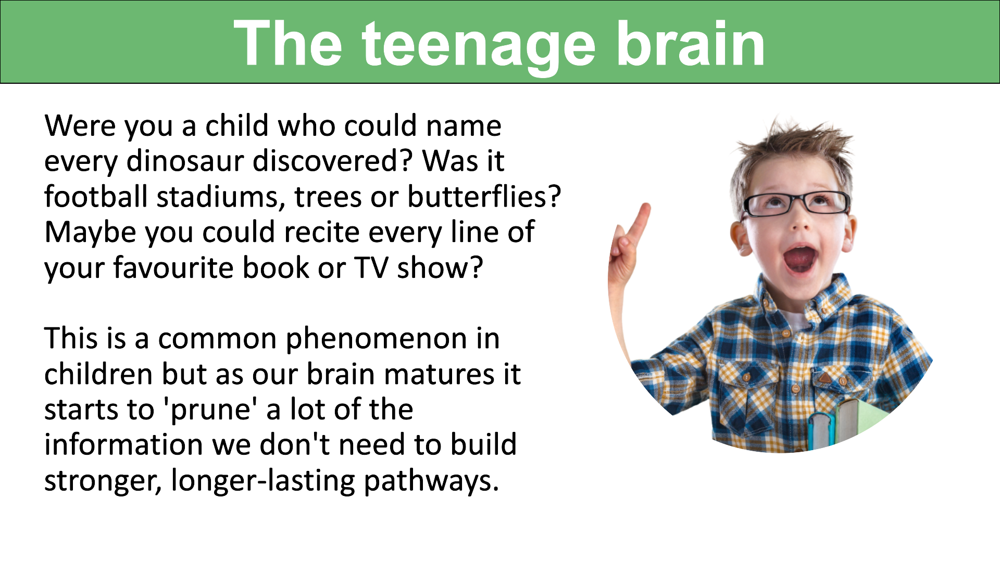 The teenage brain
Were you a child who could name
every dinosaur discovered? Was it
football stadiums, trees or butterflies?
Maybe you could recite every line of
your favourite book or TV show?
This is a common phenomenon in
children but as our brain matures it
starts to 'prune' a lot of the
information we don't need to build
stronger, longer-lasting pathways.